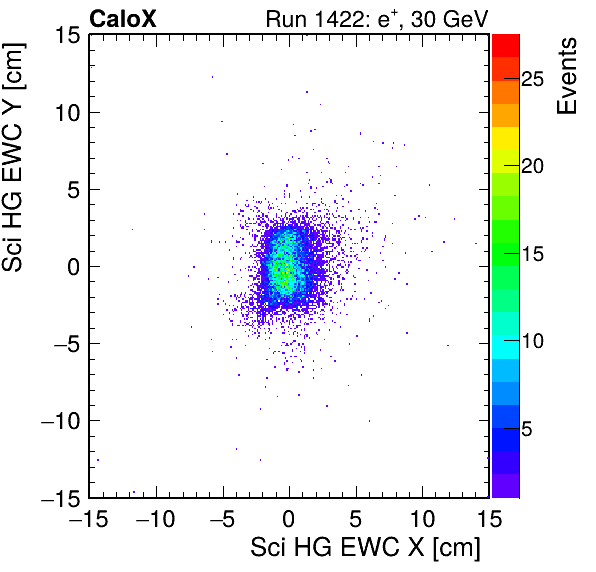 CaloX Run 1422: e+, 30 GeV
Sci HG EWC Y [cm]
15
10
5
0
−5
−10
−15
−15 −10 −5 0 5 10 15
Sci HG EWC X [cm]
Events
25
20
15
10
5